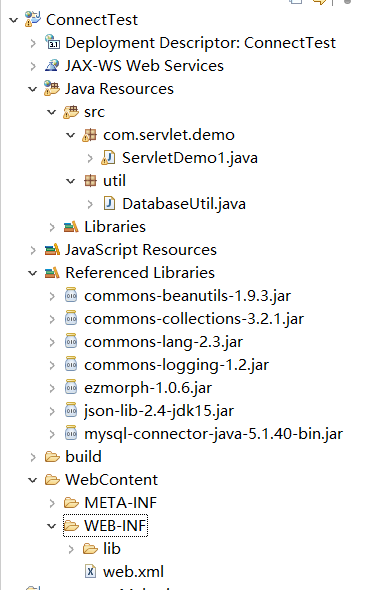 ConnectTest
Deployment Descriptor: ConnectTest
JAX-WS Web Services
Java Resources
src
com.servlet.demo
ServletDemo1.java
util
DatabaseUtil.java
Libraries
JavaScript Resources
Referenced Libraries
commons-beanutils-1.9.3.jar
commons-collections-3.2.1.jar
commons-lang-2.3.jar
commons-logging-1.2.jar
ezmorph-1.0.6.jar
json-lib-2.4-jdk15.jar
mysql-connector-java-5.1.40-bin.jar
build
WebContent
META-INF
WEB-INF
lib
web.xml